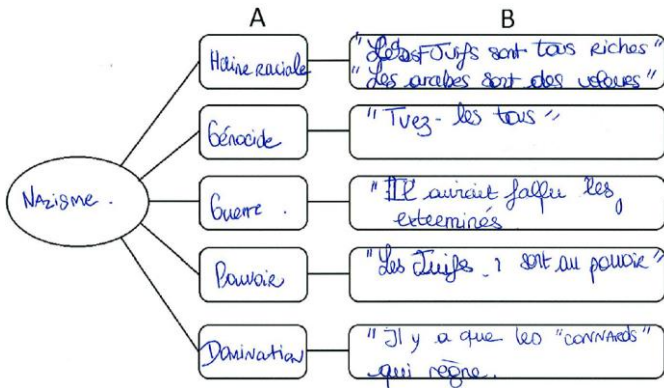 A B
Haine raciale
"Les Juifs sont tous riches"
"Les arabes sont des voleurs"
Génocide
"Tuez-les tous"
Nazisme.
Guerre.
"Il aurait fallu les
exterminés
Pouvoir
"Les Juifs sont au pouvoir"
Domination
"Il y a que les "CONNARDS"
qui règne.